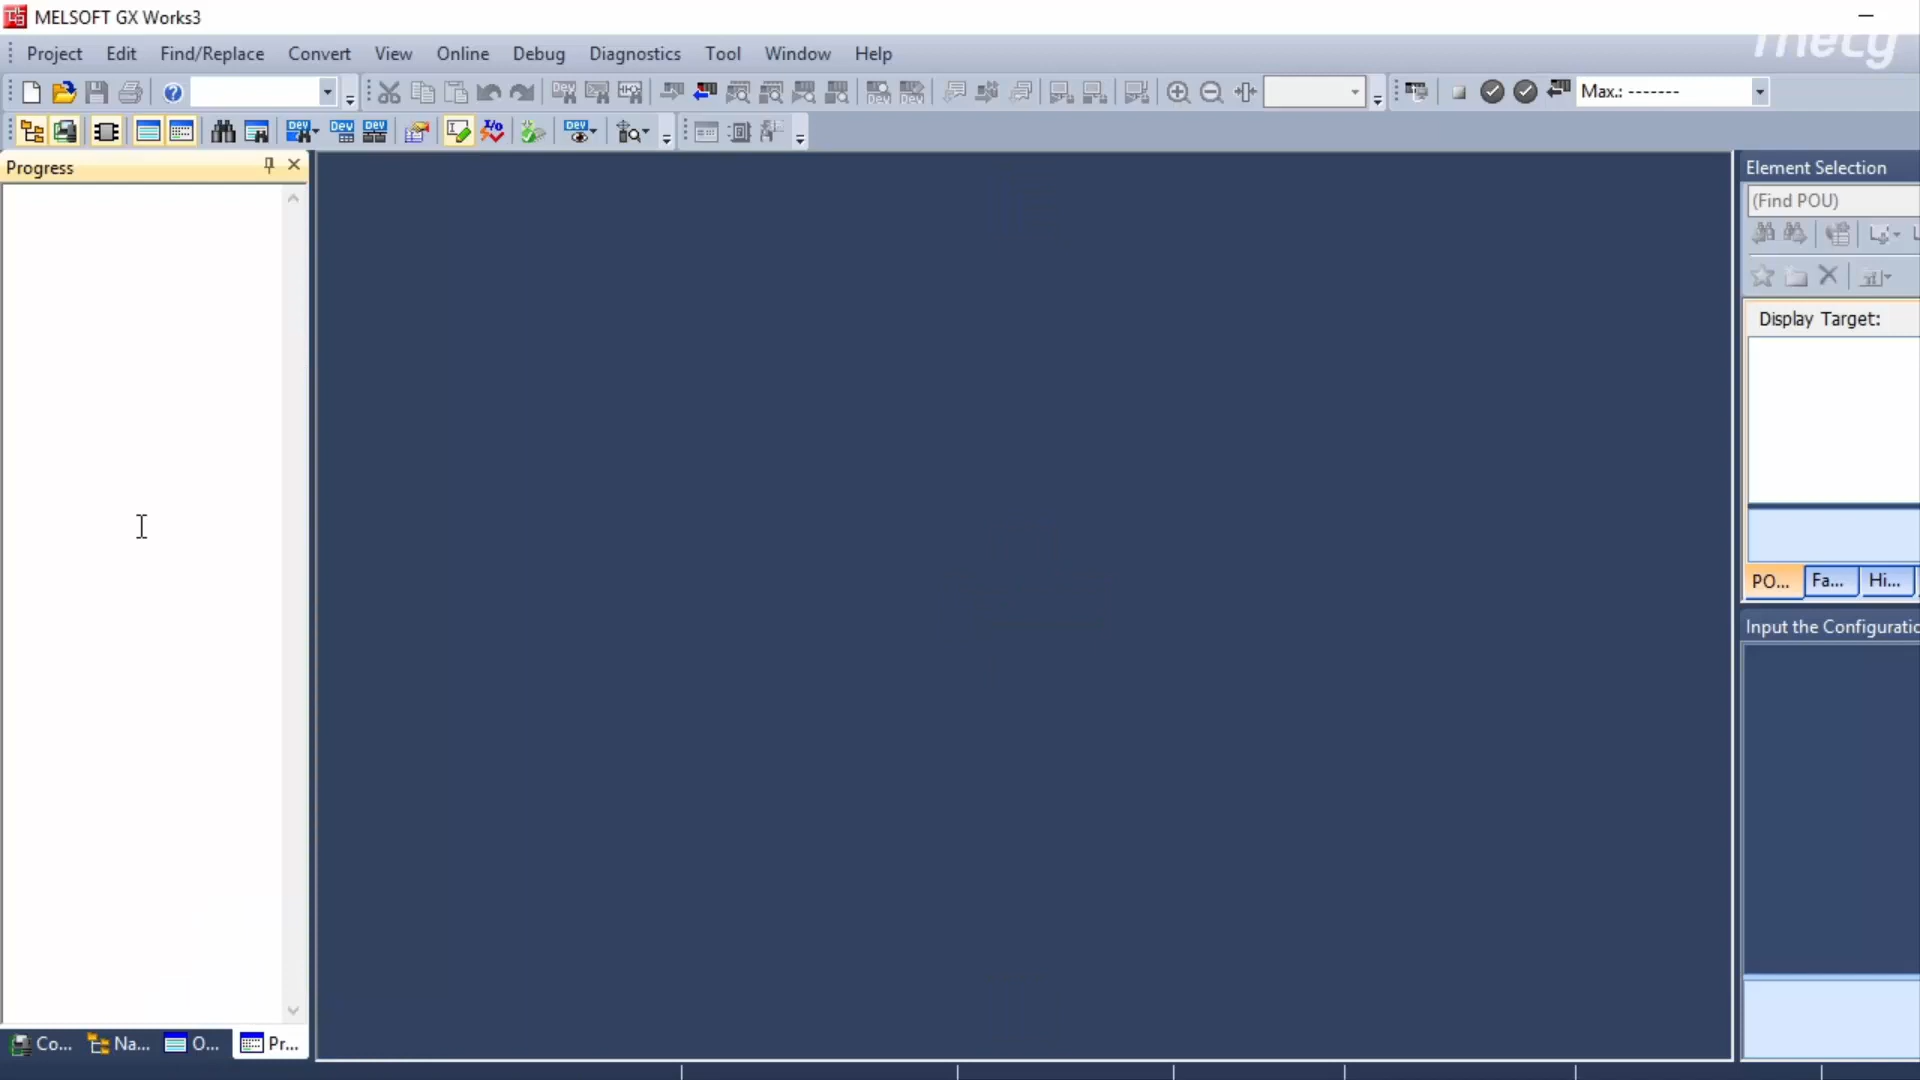 MELSOFT GX Works3
Project Edit Find/Replace Convert View Online Debug Diagnostics Tool Window Help
Max.: -------
Progress
Element Selection
(Find POU)
Display Target:
PO... Fa... Hi...
Input the Configuratio
Co... Na... O... Pr...